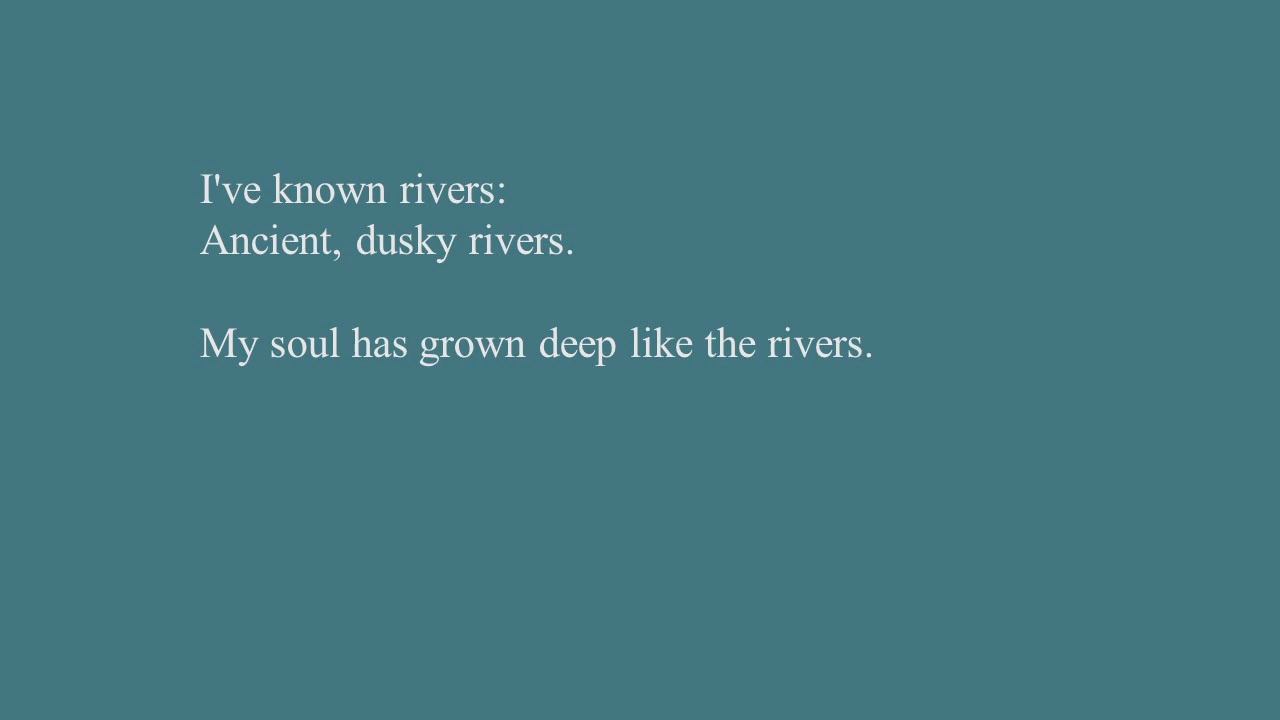 I've known rivers:
Ancient, dusky rivers.
My soul has grown deep like the rivers.